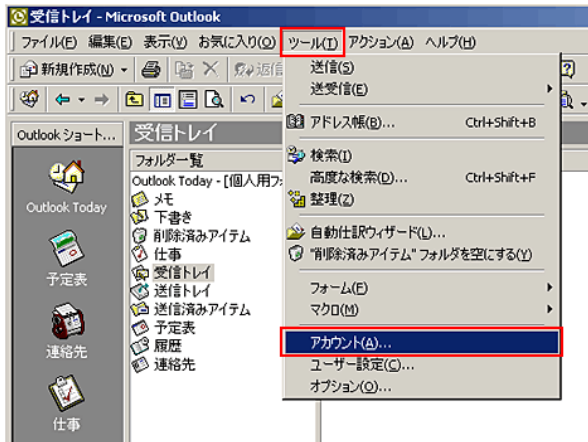 受信トレイ - Microsoft Outlook
ファイル(F) 編集(E) 表示(V) お気に入り(O) ツール(T) アクション(A) ヘルプ(H)
新規作成(N)
Outlook ショート...
受信トレイ
フォルダ一覧
Outlook Today - [個人用フ
メモ
下書き
削除済みアイテム
仕事
受信トレイ
送信トレイ
送信済みアイテム
予定表
履歴
連絡先
Outlook Today
予定表
連絡先
仕事
送信(S)
送受信(E)
アドレス帳(B)... Ctrl+Shift+B
検索(I)
高度な検索(D)... Ctrl+Shift+F
整理(Z)
自動仕訳ウィザード(L)...
"削除済みアイテム" フォルダを空にする(Y)
フォーム(F)
マクロ(M)
アカウント(A)...
ユーザー設定(C)...
オプション(O)...